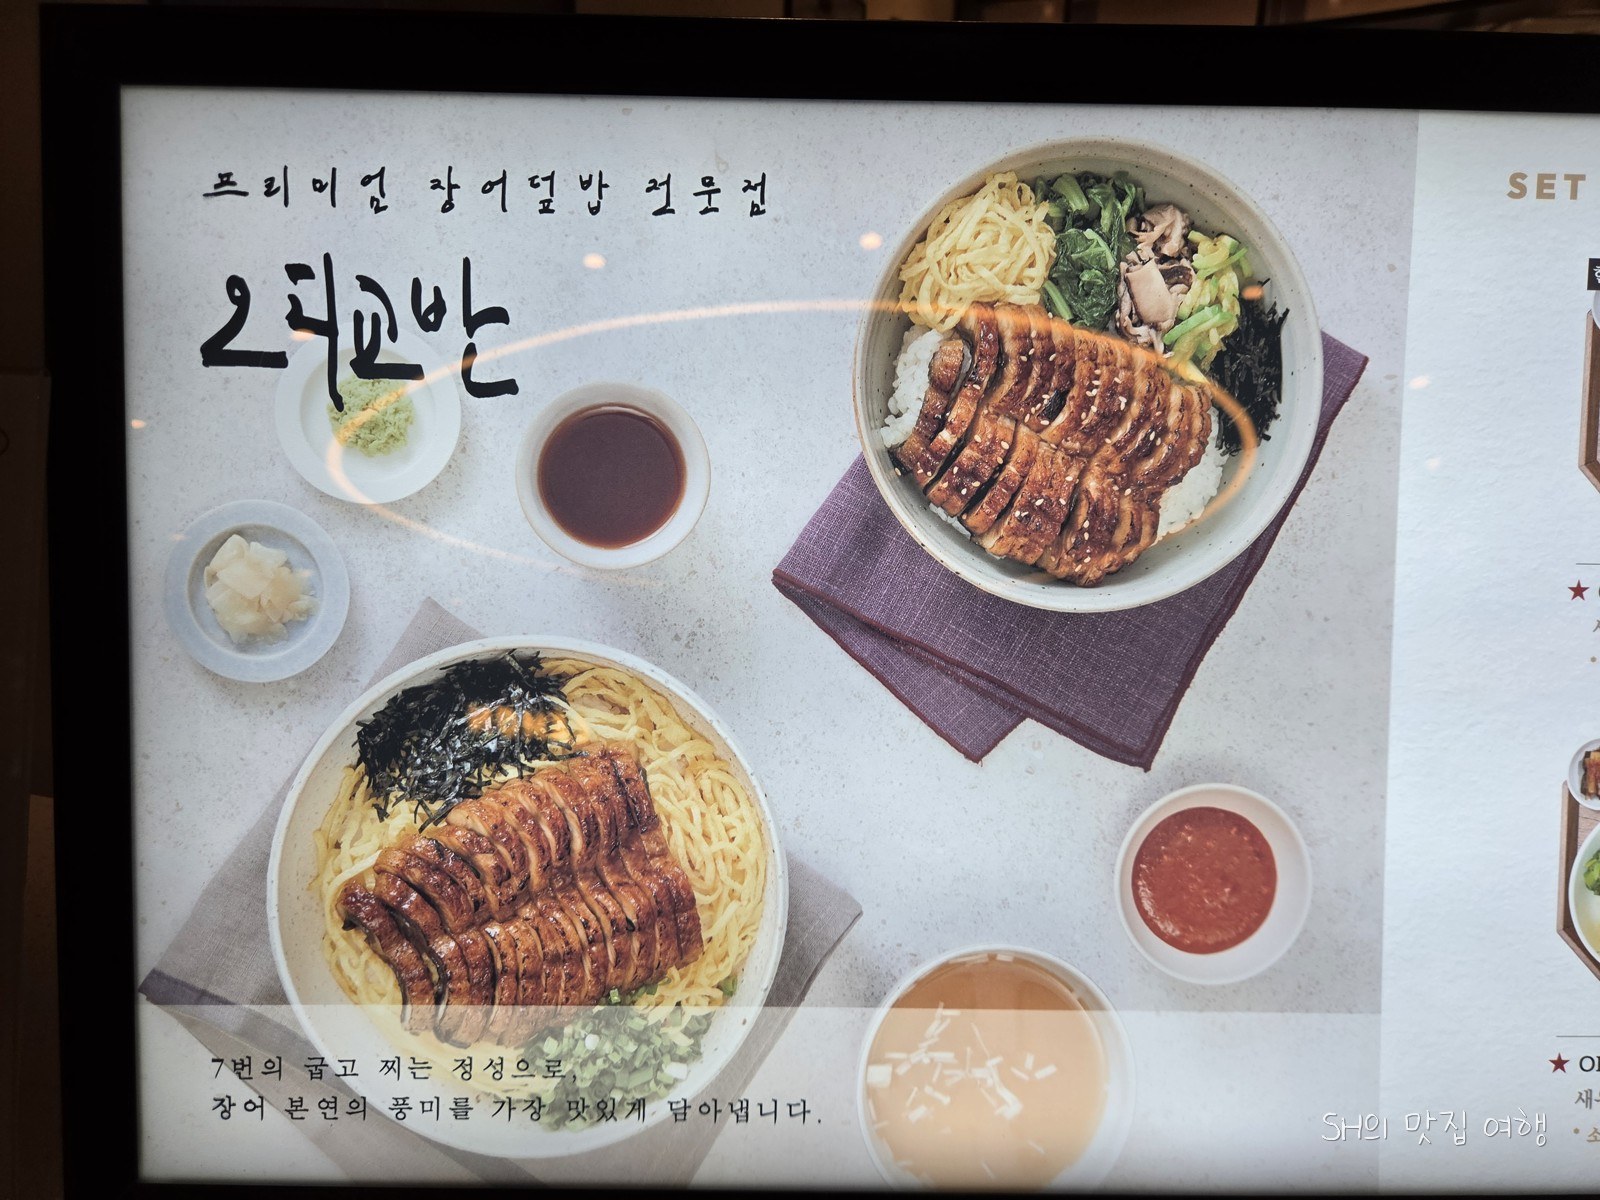 프리미엄 장어덮밥 전문점
오직교반
SET
7번의 굽고 찌는 정성으로,
장어 본연의 풍미를 가장 맛있게 담아냅니다.
SH의 맛집 여행